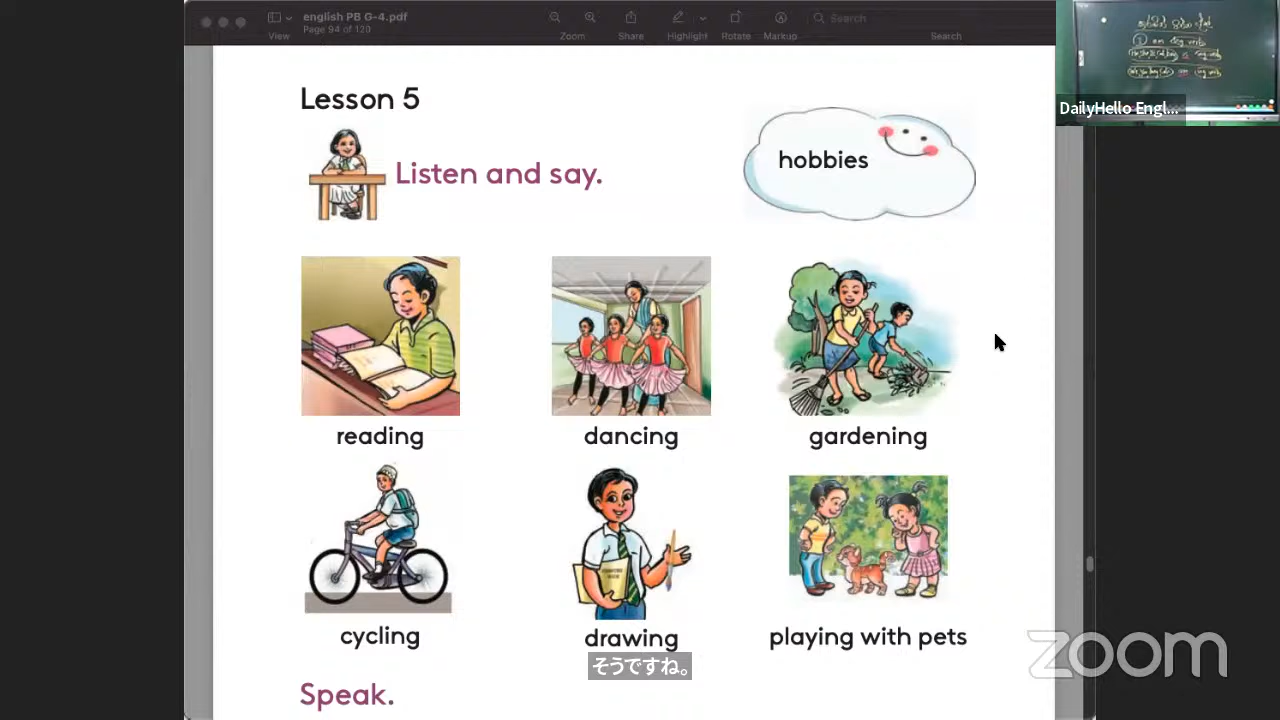 english PB G-4.pdf
Page 94 of 120
View
Zoom
Share
Highlight
Rotate
Markup
Search
Search
DailyHello Engl...
Lesson 5
Listen and say.
hobbies
reading
dancing
gardening
cycling
drawing
playing with pets
そうですね。
Speak.
zoom